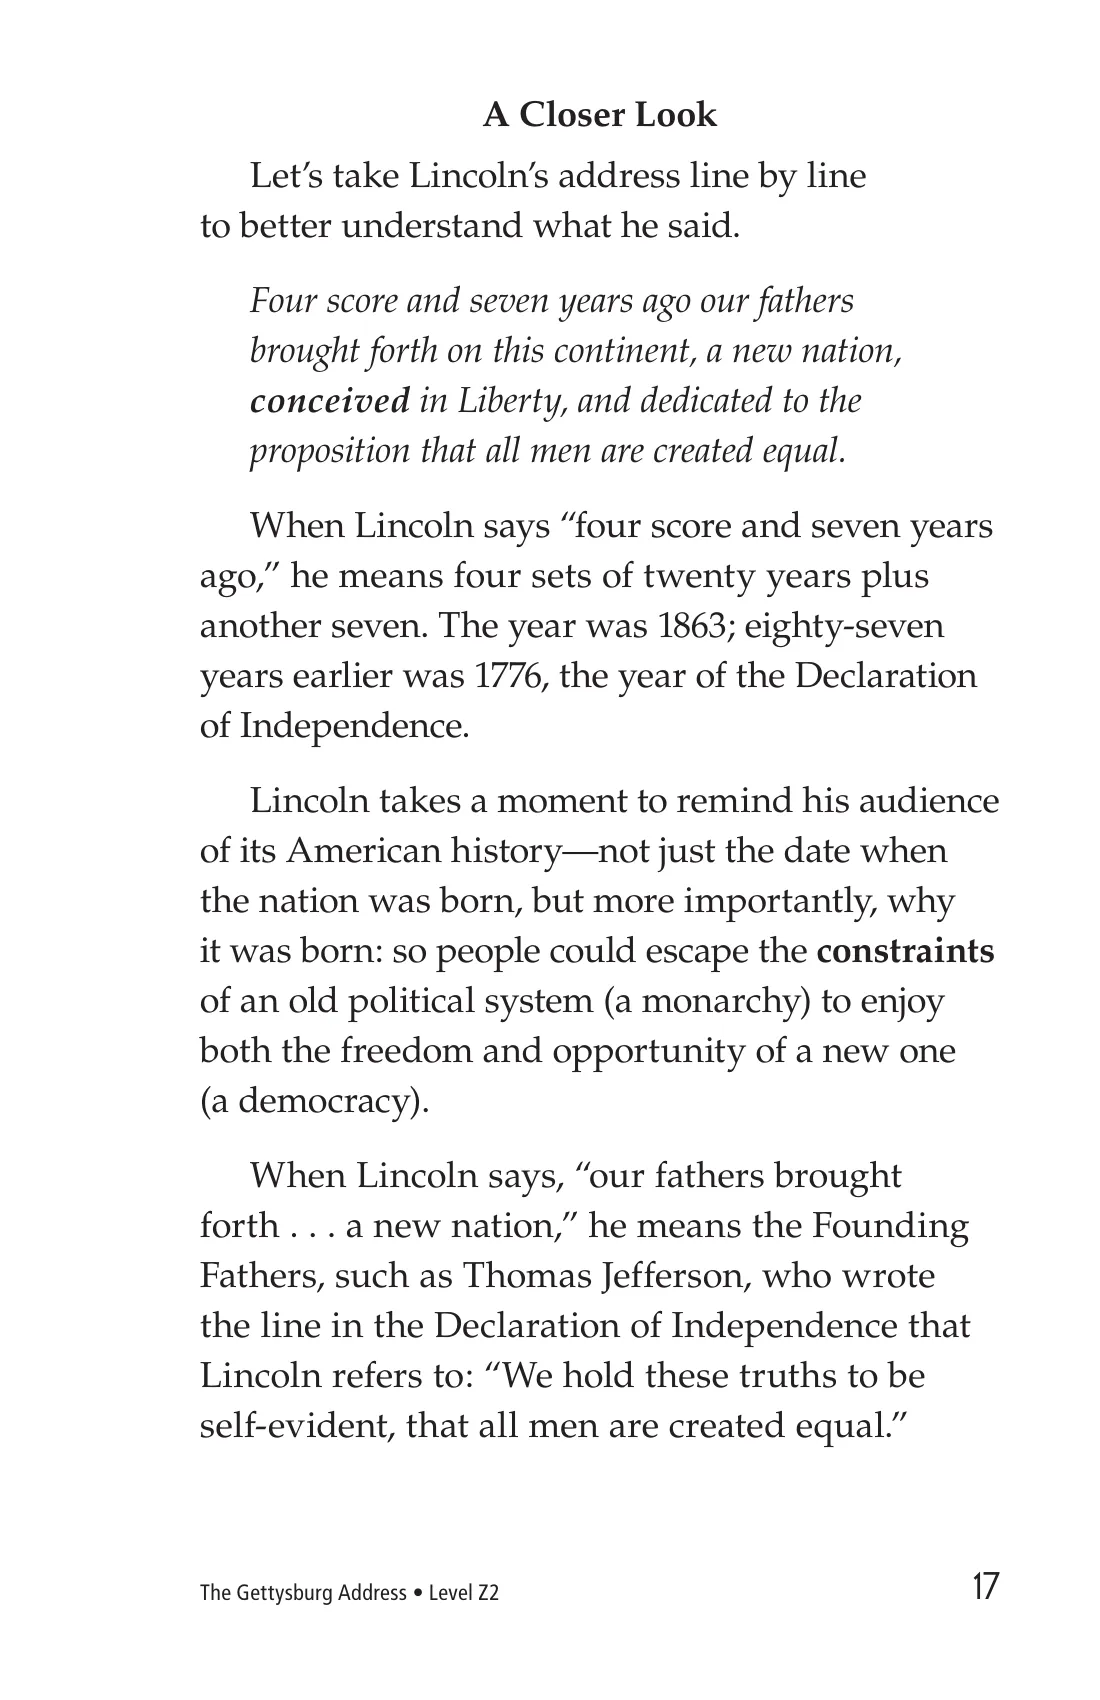 A Closer Look
Let’s take Lincoln’s address line by line
to better understand what he said.
Four score and seven years ago our fathers
brought forth on this continent, a new nation,
conceived in Liberty, and dedicated to the
proposition that all men are created equal.
When Lincoln says “four score and seven years
ago,” he means four sets of twenty years plus
another seven. The year was 1863; eighty-seven
years earlier was 1776, the year of the Declaration
of Independence.
Lincoln takes a moment to remind his audience
of its American history—not just the date when
the nation was born, but more importantly, why
it was born: so people could escape the constraints
of an old political system (a monarchy) to enjoy
both the freedom and opportunity of a new one
(a democracy).
When Lincoln says, “our fathers brought
forth . . . a new nation,” he means the Founding
Fathers, such as Thomas Jefferson, who wrote
the line in the Declaration of Independence that
Lincoln refers to: “We hold these truths to be
self-evident, that all men are created equal.”
The Gettysburg Address • Level Z2
17